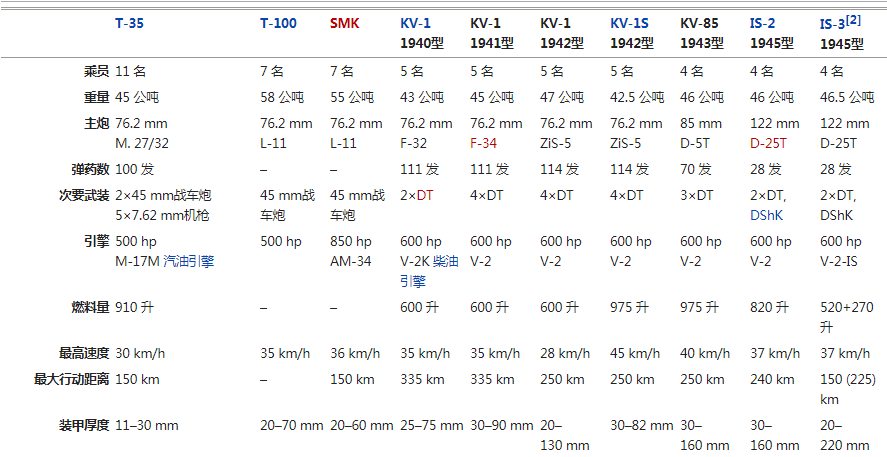 T-35 T-100 SMK KV-1 KV-1 KV-1 KV-1S KV-85 IS-2 IS-3[2]
1940型 1941型 1942型 1942型 1943型 1945型 1945型
乘员 11 名 7 名 7 名 5 名 5 名 5 名 5 名 4 名 4 名 4 名
重量 45 公吨 58 公吨 55 公吨 43 公吨 45 公吨 47 公吨 42.5 公吨 46 公吨 46 公吨 46.5 公吨
主炮 76.2 mm 76.2 mm 76.2 mm 76.2 mm 76.2 mm 76.2 mm 76.2 mm 85 mm 122 mm 122 mm
M. 27/32 L-11 L-11 F-32 F-34 ZiS-5 ZiS-5 D-5T D-25T D-25T
弹药数 100 发 – – 111 发 111 发 114 发 114 发 70 发 28 发 28 发
次要武装 2×45 mm战车炮 45 mm战 45 mm战 2×DT 4×DT 4×DT 4×DT 3×DT 2×DT, 2×DT,
5×7.62 mm机枪 车炮 车炮 DShK DShK
引擎 500 hp 500 hp 850 hp 600 hp 600 hp 600 hp 600 hp 600 hp 600 hp 600 hp
M-17M 汽油引擎 AM-34 V-2K 柴油 V-2 V-2 V-2 V-2 V-2 V-2-IS
引擎
燃料量 910 升 – – 600 升 600 升 600 升 975 升 975 升 820 升 520+270
升
最高速度 30 km/h 35 km/h 36 km/h 35 km/h 35 km/h 28 km/h 45 km/h 40 km/h 37 km/h 37 km/h
最大行动距离 150 km – 150 km 335 km 335 km 250 km 250 km 250 km 240 km 150 (225)
km
装甲厚度 11–30 mm 20–70 mm 20–60 mm 25–75 mm 30–90 mm 20– 30–82 mm 30– 30– 20–
130 mm 160 mm 160 mm 220 mm